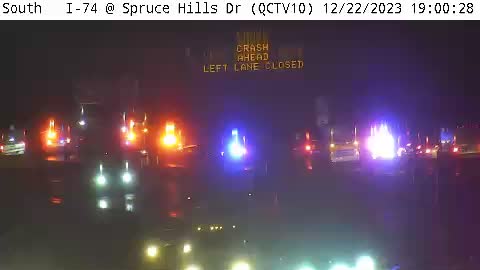 South I-74 @ Spruce Hills Dr (QCTV10) 12/22/2023 19:00:28
CRASH
AHEAD
LEFT LANE CLOSED